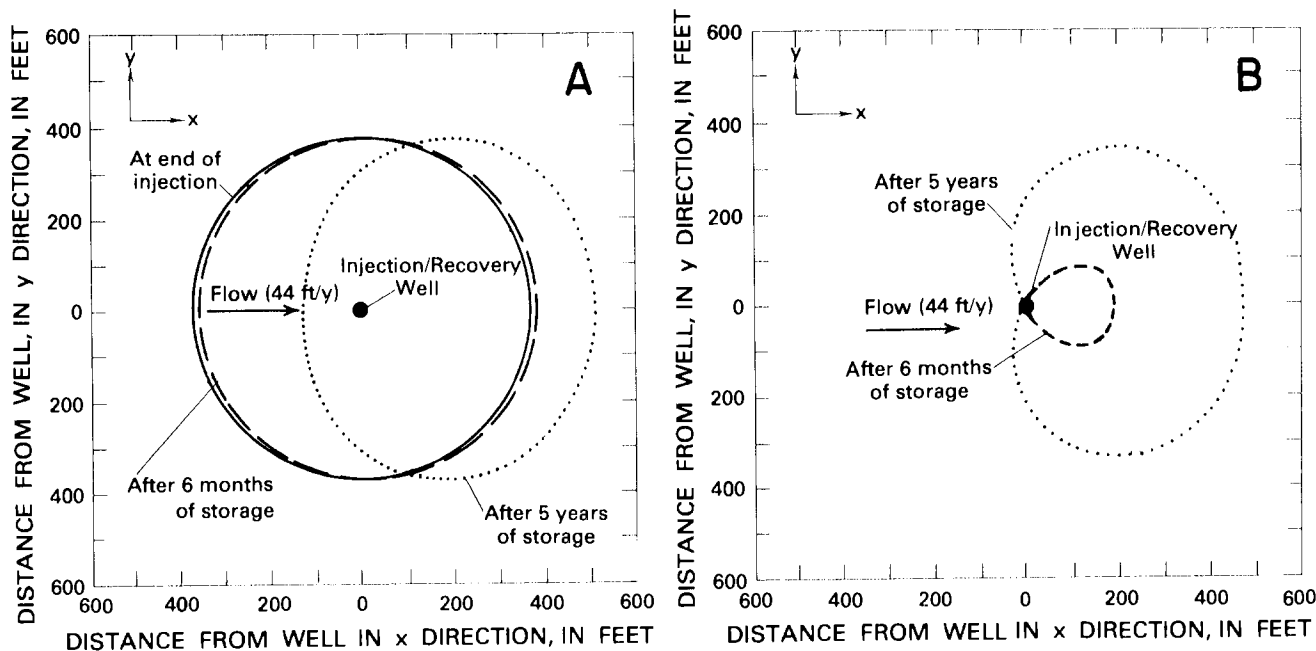 A
y
x
At end of
injection
Injection/Recovery
Well
Flow (44 ft/y)
After 6 months
of storage
After 5 years
of storage
600
400
200
0
200
400
600
DISTANCE FROM WELL, IN y DIRECTION, IN FEET
600 400 200 0 200 400 600
DISTANCE FROM WELL IN x DIRECTION, IN FEET
B
y
x
After 5 years
of storage
Injection/Recovery
Well
Flow (44 ft/y)
After 6 months
of storage
600
400
200
0
200
400
600
DISTANCE FROM WELL, IN y DIRECTION, IN FEET
600 400 200 0 200 400 600
DISTANCE FROM WELL IN x DIRECTION, IN FEET